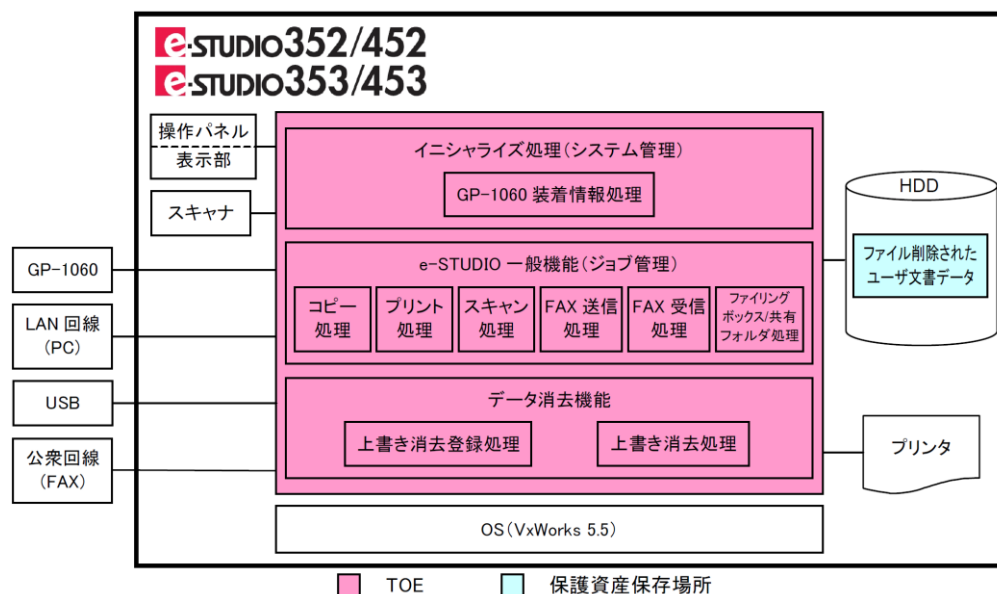 e-STUDIO352/452
e-STUDIO353/453
操作パネル
表示部
スキャナ
GP-1060
LAN 回線
(PC)
USB
公衆回線
(FAX)
イニシャライズ処理(システム管理)
GP-1060 装着情報処理
e-STUDIO 一般機能(ジョブ管理)
コピー
処理
プリント
処理
スキャン
処理
FAX 送信
処理
FAX 受信
処理
ファイリング
ボックス/共有
フォルダ処理
データ消去機能
上書き消去登録処理
上書き消去処理
OS(VxWorks 5.5)
HDD
ファイル削除された
ユーザ文書データ
プリンタ
TOE
保護資産保存場所